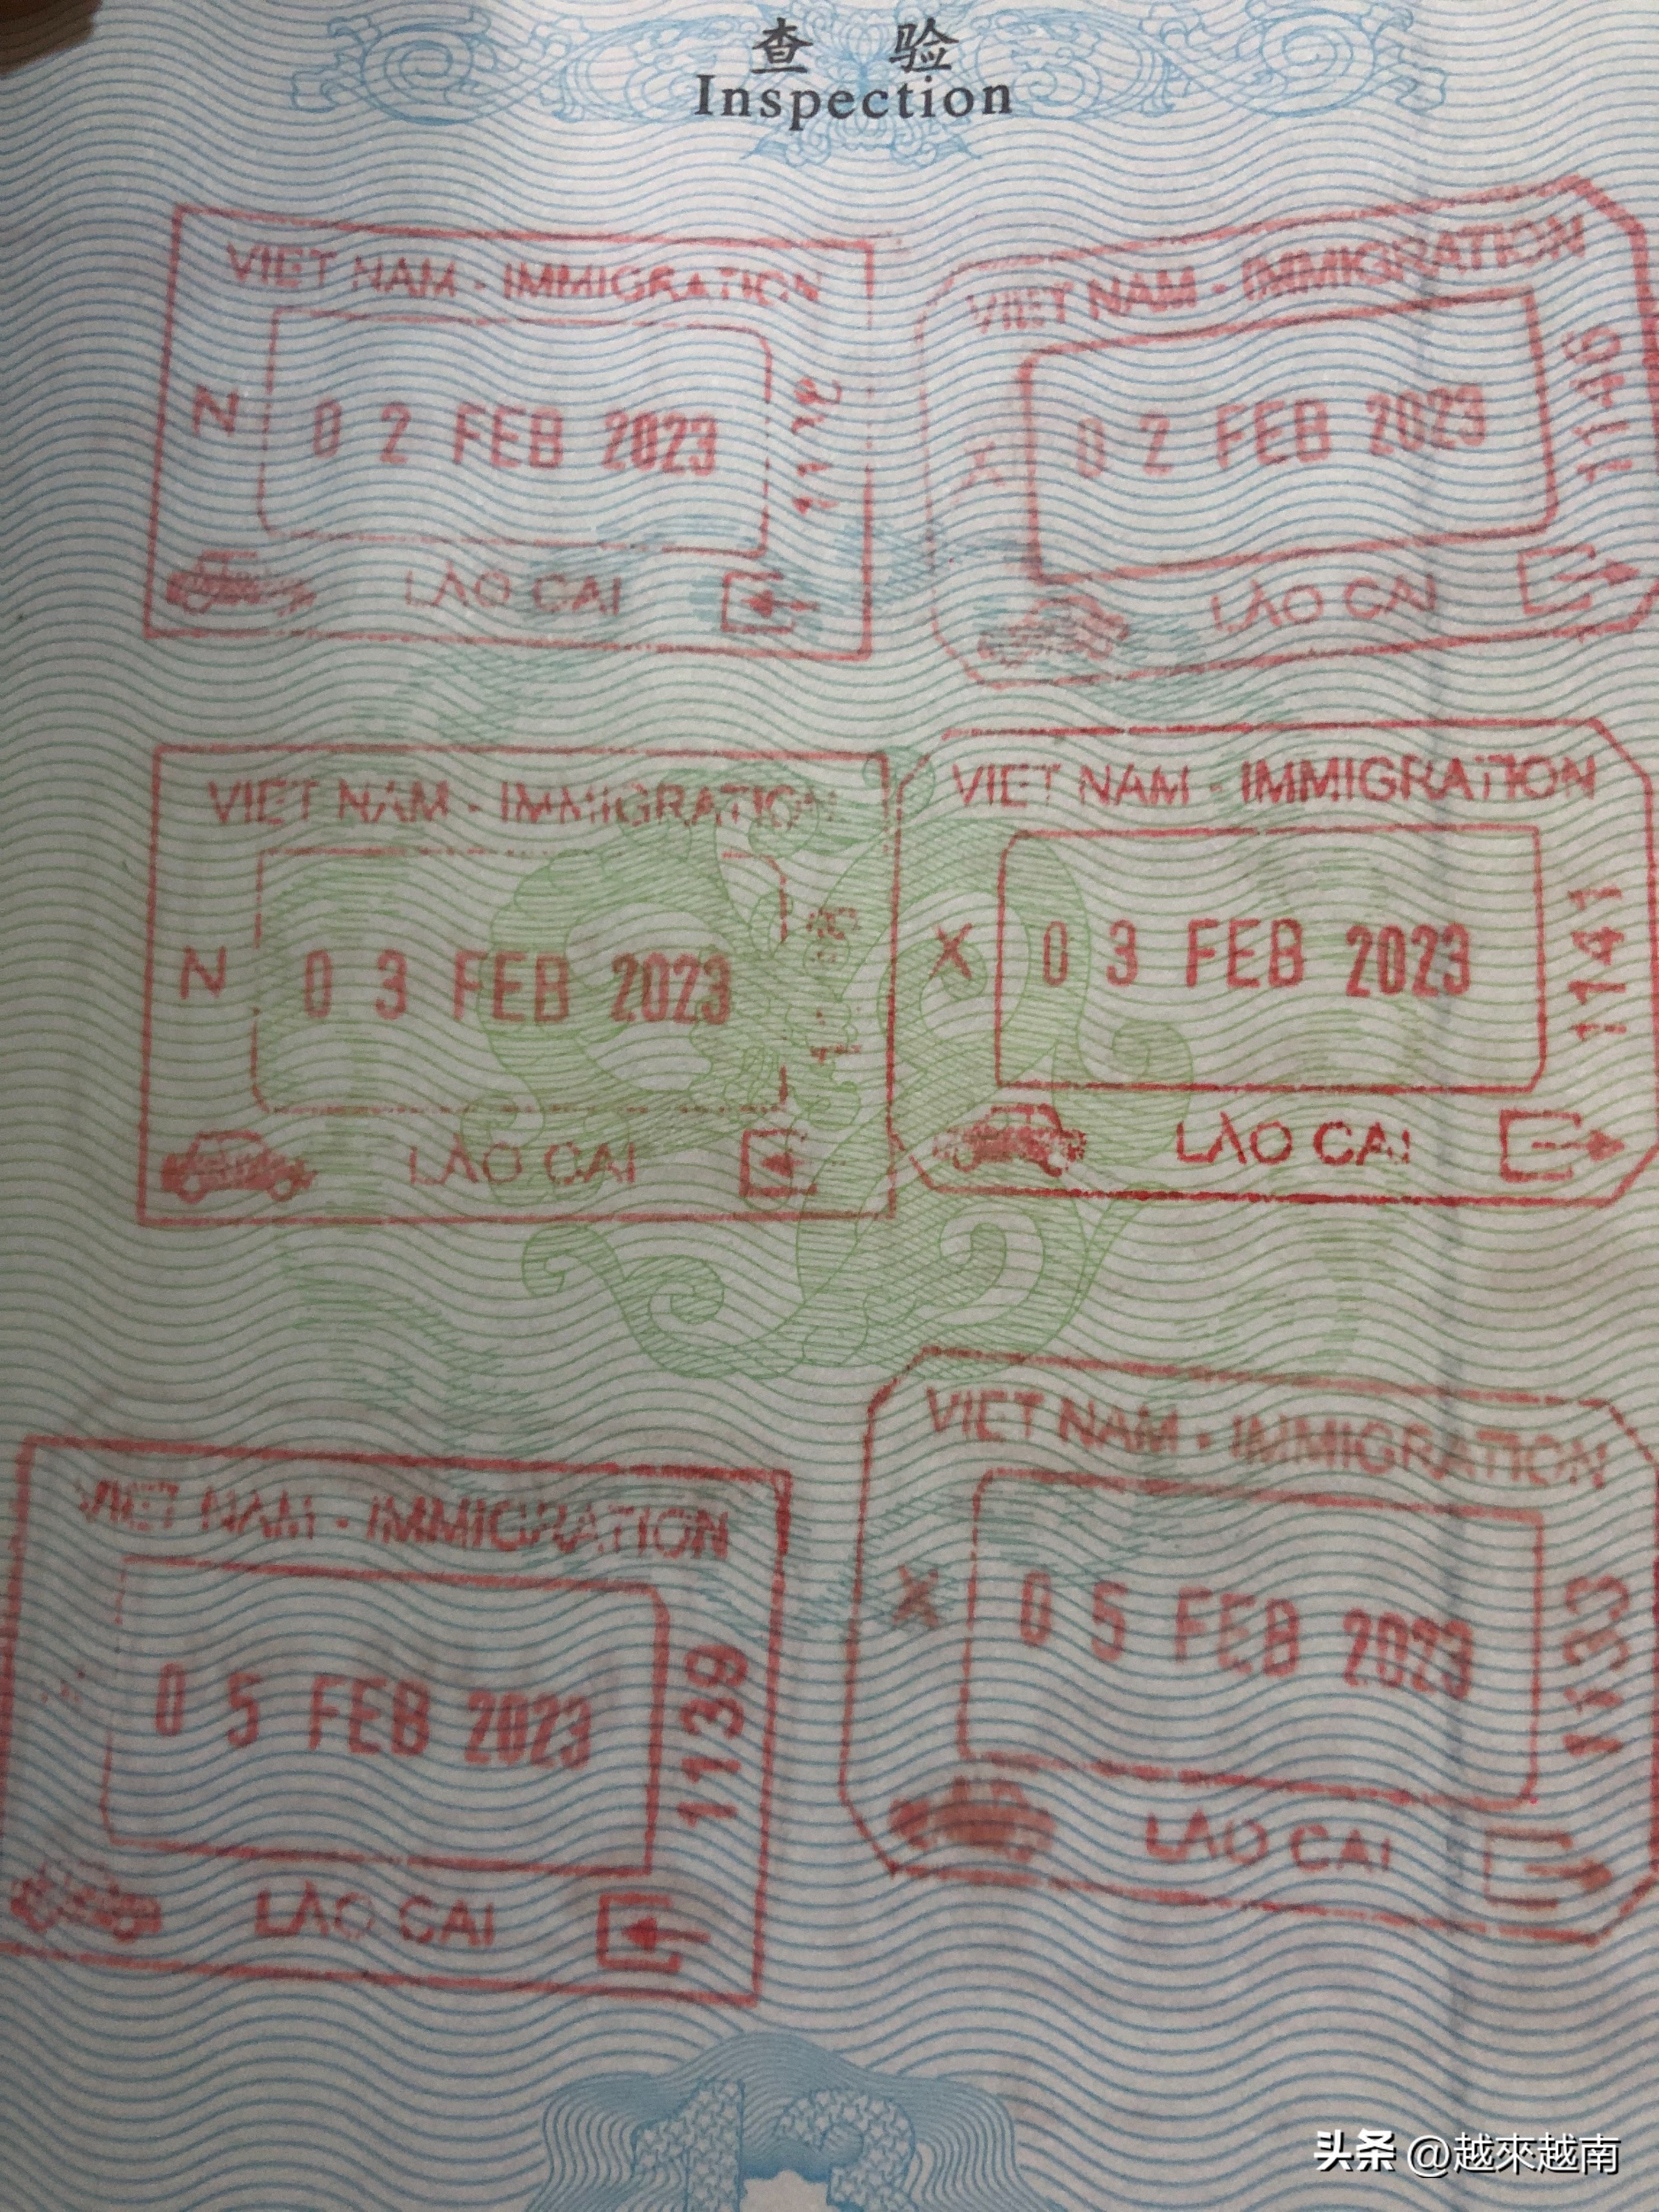 查 验
Inspection
VIET NAM - IMMIGRATION
N
0 2 FEB 2023
LAO CAI
VIET NAM - IMMIGRATION
X
0 2 FEB 2023
1146
LAO CAI
VIET NAM - IMMIGRATION
N
0 3 FEB 2023
LAO CAI
VIET NAM - IMMIGRATION
X
0 3 FEB 2023
1141
LAO CAI
VIET NAM - IMMIGRATION
0 5 FEB 2023
1139
LAO CAI
VIET NAM - IMMIGRATION
X
0 5 FEB 2023
LAO CAI
头条 @越來越南